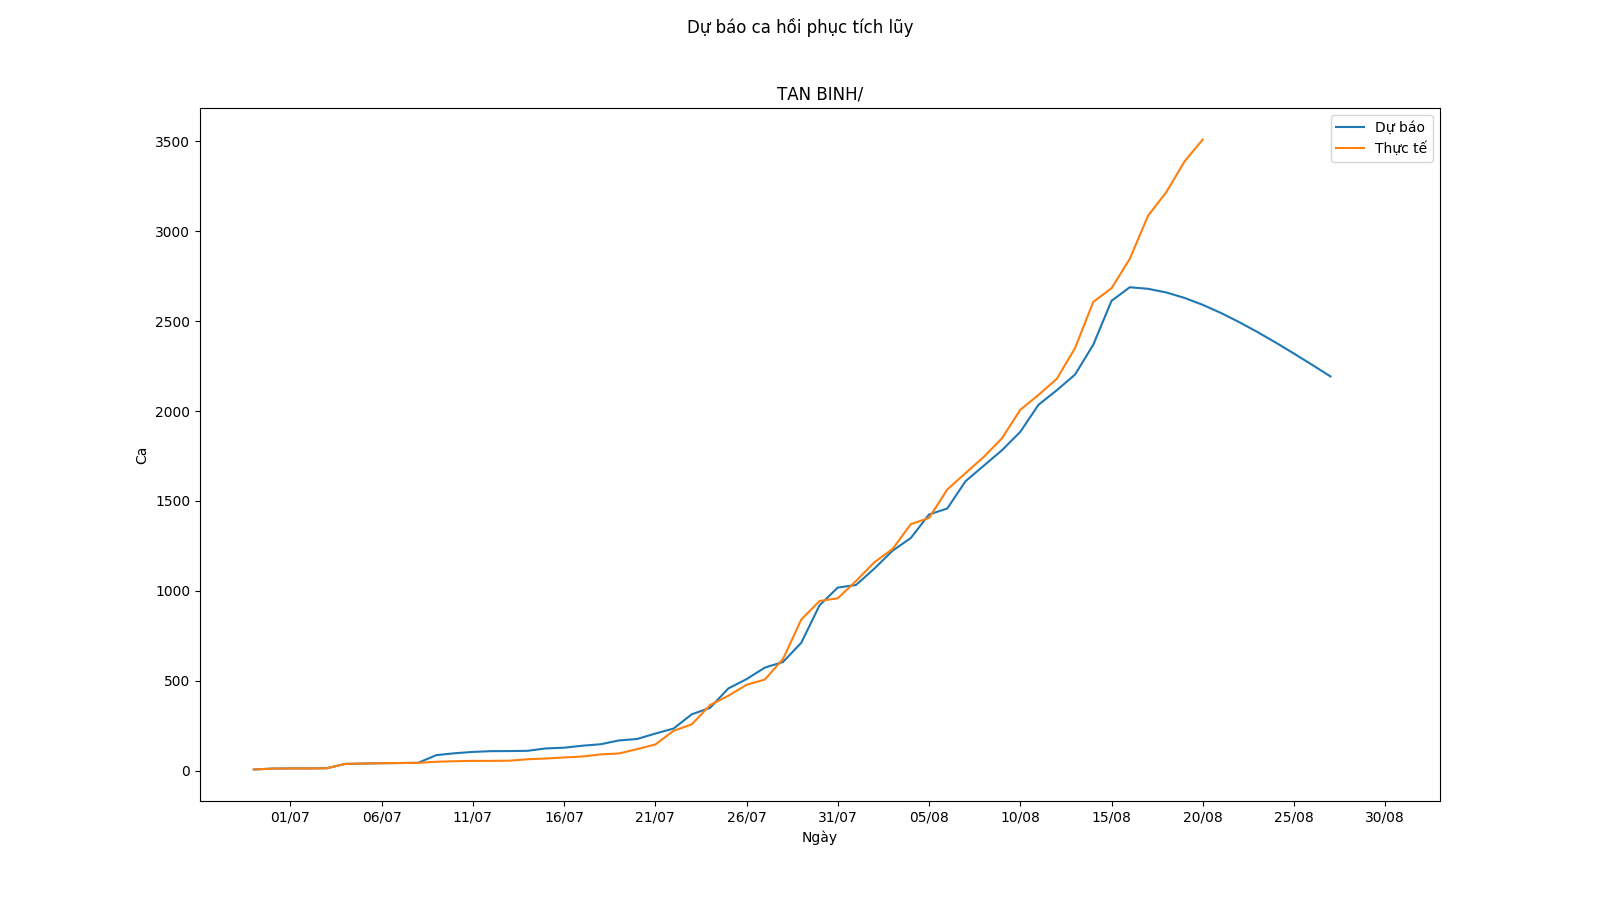 Dự báo ca hồi phục tích lũy
TAN BINH/
Dự báo
Thực tế
3500
3000
2500
2000
1500
1000
500
0
Ca
01/07 06/07 11/07 16/07 21/07 26/07 31/07 05/08 10/08 15/08 20/08 25/08 30/08
Ngày